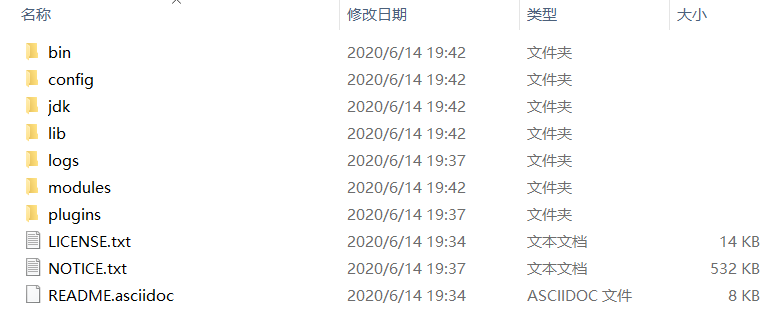 名称 修改日期 类型 大小
bin 2020/6/14 19:42 文件夹
config 2020/6/14 19:42 文件夹
jdk 2020/6/14 19:42 文件夹
lib 2020/6/14 19:42 文件夹
logs 2020/6/14 19:37 文件夹
modules 2020/6/14 19:42 文件夹
plugins 2020/6/14 19:37 文件夹
LICENSE.txt 2020/6/14 19:34 文本文档 14 KB
NOTICE.txt 2020/6/14 19:37 文本文档 532 KB
README.asciidoc 2020/6/14 19:34 ASCIIDOC 文件 8 KB